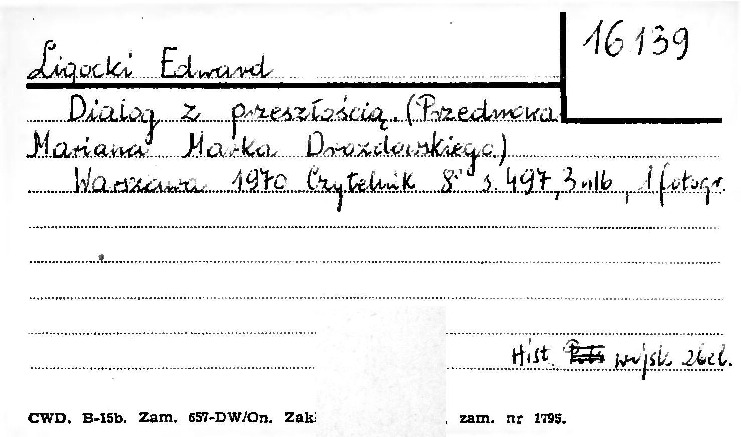 16139
Ligocki Edward
Dialog z przeszłością. (Przedmowa
Mariana Marka Drozdowskiego)
Warszawa 1970 Czytelnik 8° s. 497, 3 nlb, 1 fotogr.
Hist. wojsk. zbel.
CWD. B-15b. Zam. 657-DW/On. Zak zam. nr 1795.